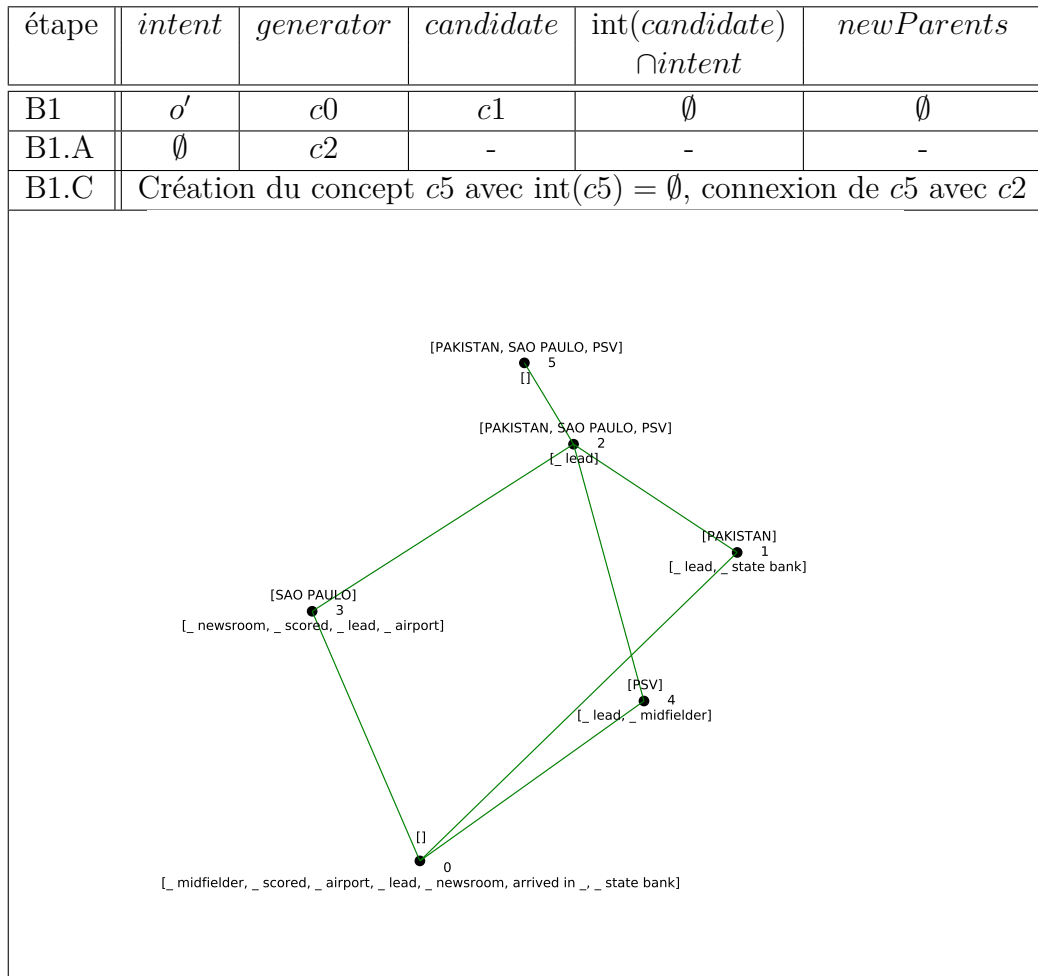 étape intent generator candidate int(candidate) newParents
∩intent
B1 o′ c0 c1 ∅ ∅
B1.A ∅ c2 - - -
B1.C Création du concept c5 avec int(c5) = ∅, connexion de c5 avec c2
[PAKISTAN, SAO PAULO, PSV]
5
[]
[PAKISTAN, SAO PAULO, PSV]
2
[_ lead]
[PAKISTAN]
1
[_ lead, _ state bank]
[SAO PAULO]
3
[_ newsroom, _ scored, _ lead, _ airport]
[PSV]
4
[_ lead, _ midfielder]
[]
0
[_ midfielder, _ scored, _ airport, _ lead, _ newsroom, arrived in _, _ state bank]